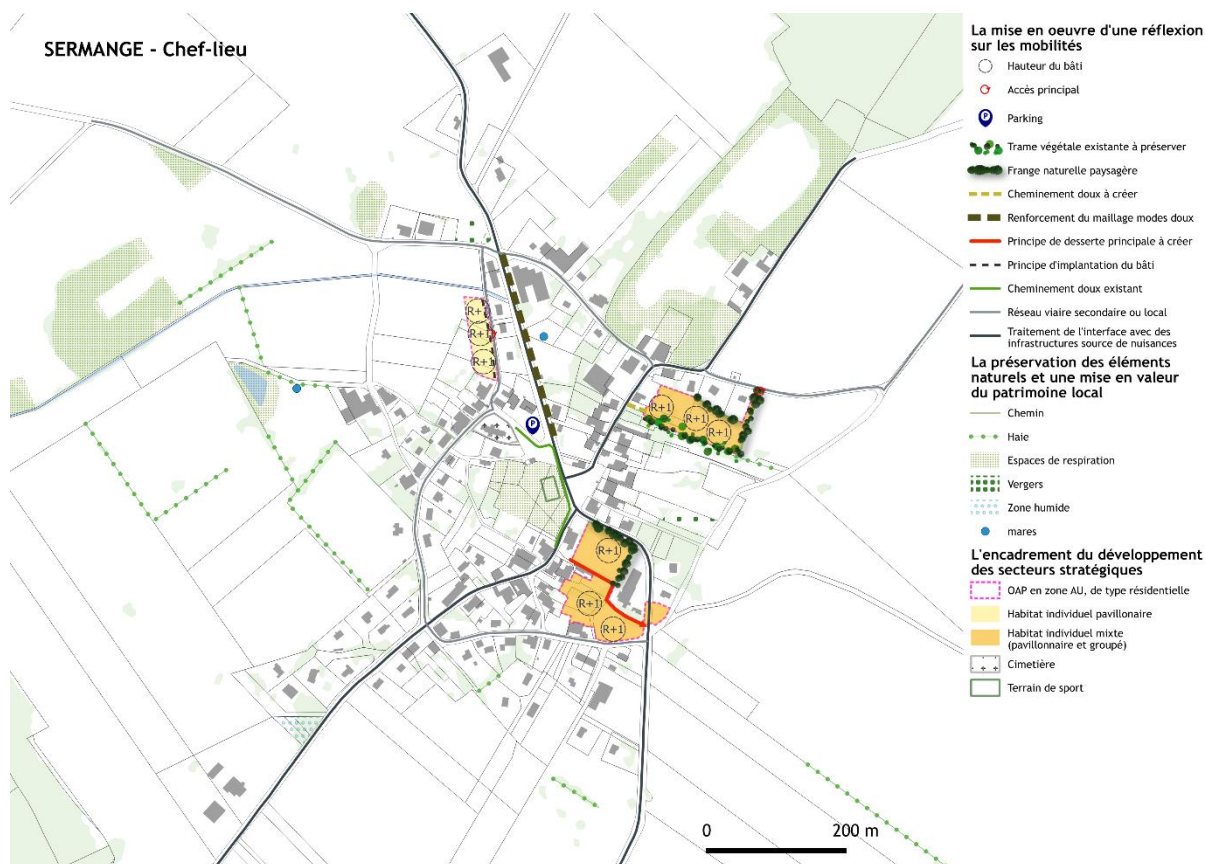 SERMANGE - Chef-lieu
R+1
R+1
R+1
P
R+1
R+1
R+1
R+1
R+1
R+1
0 200 m
La mise en oeuvre d'une réflexion
sur les mobilités
Hauteur du bâti
Accès principal
P
Parking
Trame végétale existante à préserver
Frange naturelle paysagère
Cheminement doux à créer
Renforcement du maillage modes doux
Principe de desserte principale à créer
Principe d'implantation du bâti
Cheminement doux existant
Réseau viaire secondaire ou local
Traitement de l'interface avec des
infrastructures source de nuisances
La préservation des éléments
naturels et une mise en valeur
du patrimoine local
Chemin
Haie
Espaces de respiration
Vergers
Zone humide
mares
L'encadrement du développement
des secteurs stratégiques
OAP en zone AU, de type résidentielle
Habitat individuel pavillonaire
Habitat individuel mixte
(pavillonnaire et groupé)
Cimetière
Terrain de sport